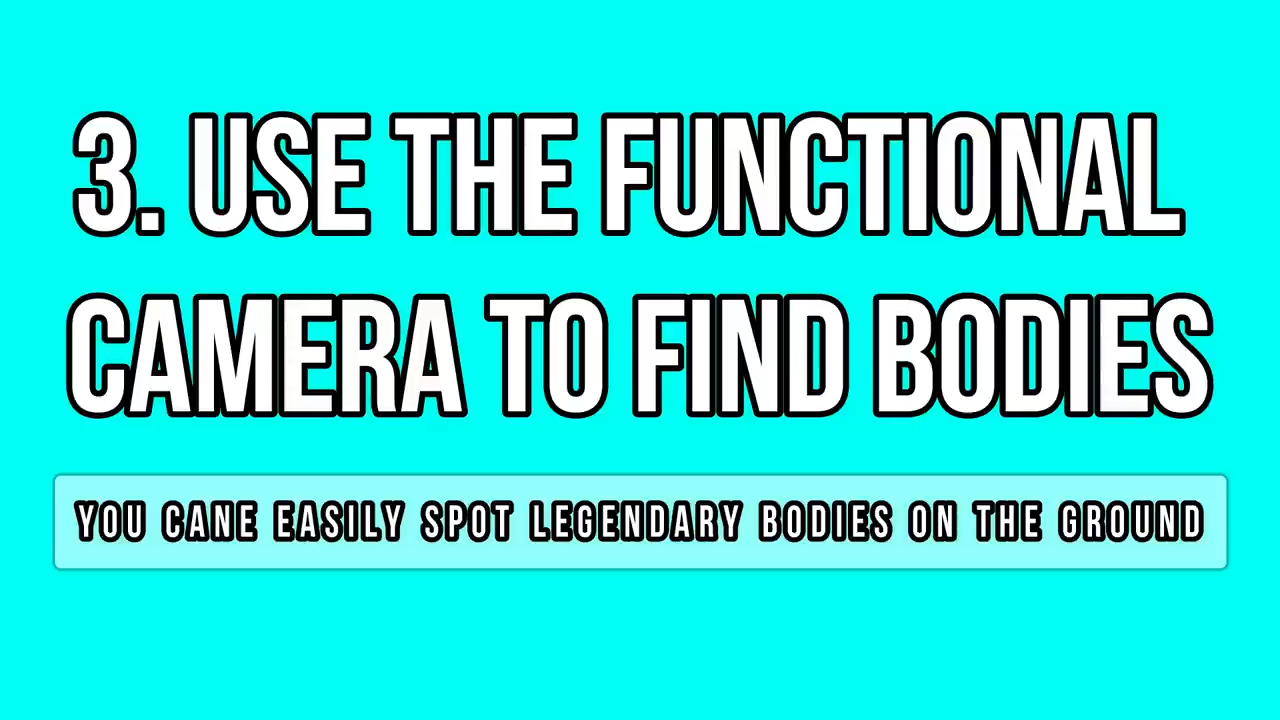 3. USE THE FUNCTIONAL
CAMERA TO FIND BODIES
YOU CANE EASILY SPOT LEGENDARY BODIES ON THE GROUND